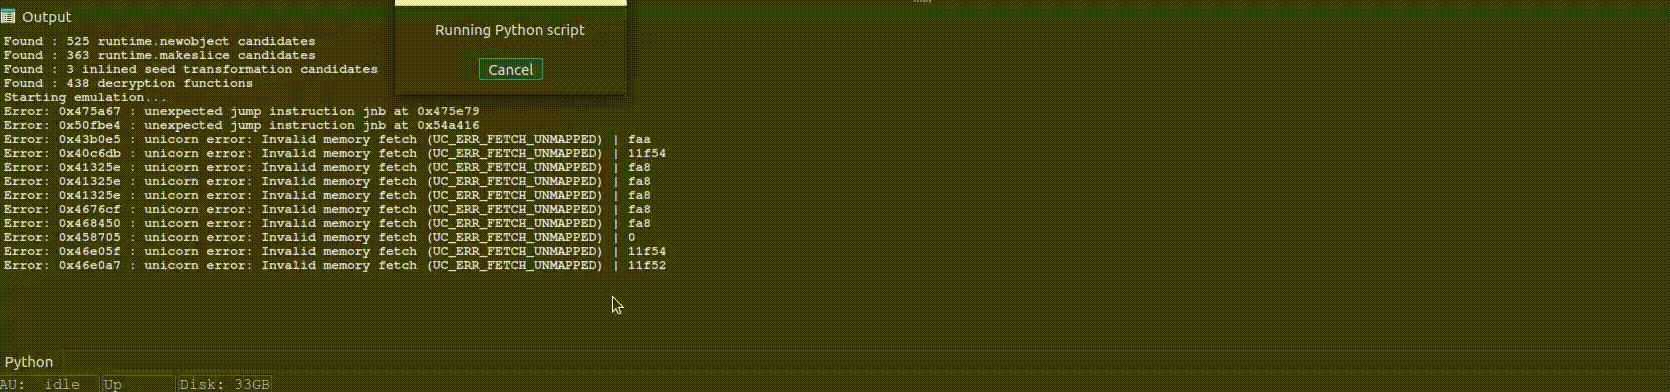 Output
Running Python script
Cancel
Found : 525 runtime.newobject candidates
Found : 363 runtime.makeslice candidates
Found : 3 inlined seed transformation candidates
Found : 438 decryption functions
Starting emulation...
Error: 0x475a67 : unexpected jump instruction jnb at 0x475e79
Error: 0x50fbe4 : unexpected jump instruction jnb at 0x54a416
Error: 0x43b0e5 : unicorn error: Invalid memory fetch (UC_ERR_FETCH_UNMAPPED) | faa
Error: 0x40c6db : unicorn error: Invalid memory fetch (UC_ERR_FETCH_UNMAPPED) | 11f54
Error: 0x41325e : unicorn error: Invalid memory fetch (UC_ERR_FETCH_UNMAPPED) | fa8
Error: 0x41325e : unicorn error: Invalid memory fetch (UC_ERR_FETCH_UNMAPPED) | fa8
Error: 0x41325e : unicorn error: Invalid memory fetch (UC_ERR_FETCH_UNMAPPED) | fa8
Error: 0x4676cf : unicorn error: Invalid memory fetch (UC_ERR_FETCH_UNMAPPED) | fa8
Error: 0x468450 : unicorn error: Invalid memory fetch (UC_ERR_FETCH_UNMAPPED) | fa8
Error: 0x458705 : unicorn error: Invalid memory fetch (UC_ERR_FETCH_UNMAPPED) | 0
Error: 0x46e05f : unicorn error: Invalid memory fetch (UC_ERR_FETCH_UNMAPPED) | 11f54
Error: 0x46e0a7 : unicorn error: Invalid memory fetch (UC_ERR_FETCH_UNMAPPED) | 11f52
Python
AU: idle Up Disk: 33GB